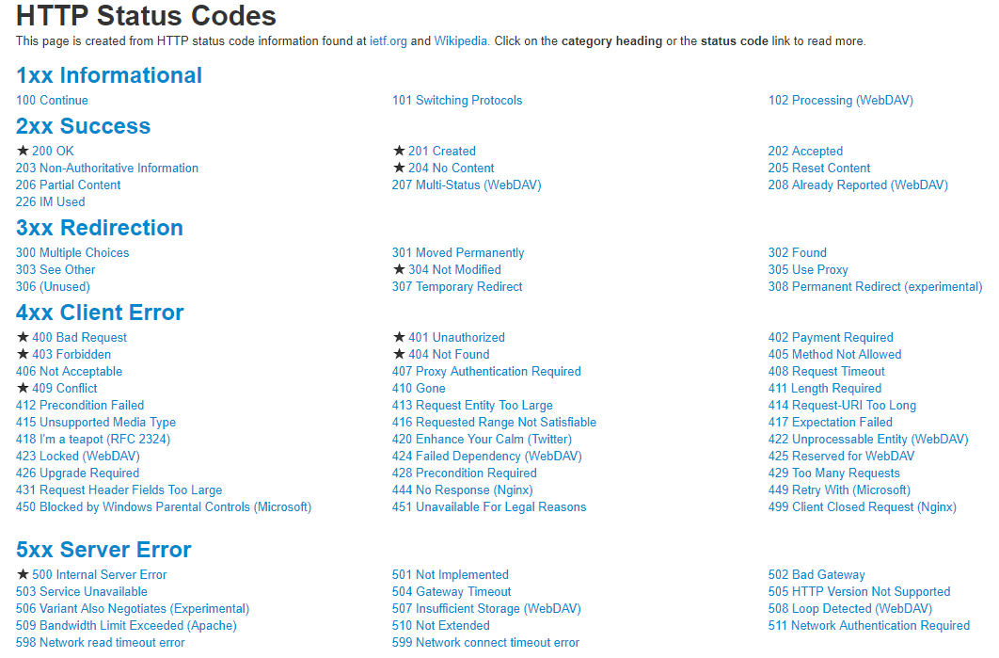 HTTP Status Codes
This page is created from HTTP status code information found at ietf.org and Wikipedia. Click on the category heading or the status code link to read more.
1xx Informational
100 Continue 101 Switching Protocols 102 Processing (WebDAV)
2xx Success
★ 200 OK ★ 201 Created 202 Accepted
203 Non-Authoritative Information ★ 204 No Content 205 Reset Content
206 Partial Content 207 Multi-Status (WebDAV) 208 Already Reported (WebDAV)
226 IM Used
3xx Redirection
300 Multiple Choices 301 Moved Permanently 302 Found
303 See Other ★ 304 Not Modified 305 Use Proxy
306 (Unused) 307 Temporary Redirect 308 Permanent Redirect (experimental)
4xx Client Error
★ 400 Bad Request ★ 401 Unauthorized 402 Payment Required
★ 403 Forbidden ★ 404 Not Found 405 Method Not Allowed
406 Not Acceptable 407 Proxy Authentication Required 408 Request Timeout
★ 409 Conflict 410 Gone 411 Length Required
412 Precondition Failed 413 Request Entity Too Large 414 Request-URI Too Long
415 Unsupported Media Type 416 Requested Range Not Satisfiable 417 Expectation Failed
418 I'm a teapot (RFC 2324) 420 Enhance Your Calm (Twitter) 422 Unprocessable Entity (WebDAV)
423 Locked (WebDAV) 424 Failed Dependency (WebDAV) 425 Reserved for WebDAV
426 Upgrade Required 428 Precondition Required 429 Too Many Requests
431 Request Header Fields Too Large 444 No Response (Nginx) 449 Retry With (Microsoft)
450 Blocked by Windows Parental Controls (Microsoft) 451 Unavailable For Legal Reasons 499 Client Closed Request (Nginx)
5xx Server Error
★ 500 Internal Server Error 501 Not Implemented 502 Bad Gateway
503 Service Unavailable 504 Gateway Timeout 505 HTTP Version Not Supported
506 Variant Also Negotiates (Experimental) 507 Insufficient Storage (WebDAV) 508 Loop Detected (WebDAV)
509 Bandwidth Limit Exceeded (Apache) 510 Not Extended 511 Network Authentication Required
598 Network read timeout error 599 Network connect timeout error